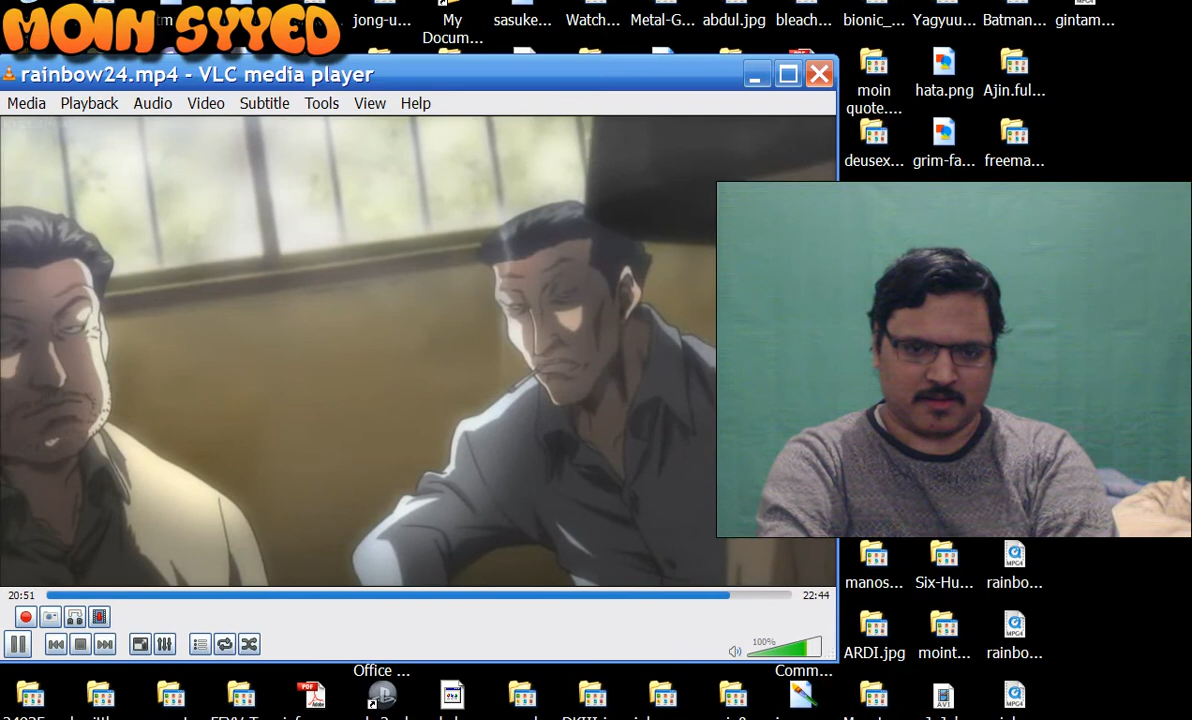 MOIN SYYED
jong-u... My Docum... sasuke... Watch... Metal-G... abdul.jpg bleach... bionic_... Yagyuu... Batman... gintam...
rainbow24.mp4 - VLC media player
Media Playback Audio Video Subtitle Tools View Help
moin quote.... hata.png Ajin.ful...
deusex... grim-fa... freema...
20:51 22:44
100%
manos... Six-Hu... rainbo...
ARDI.jpg moint... rainbo...
Office ... Comm...